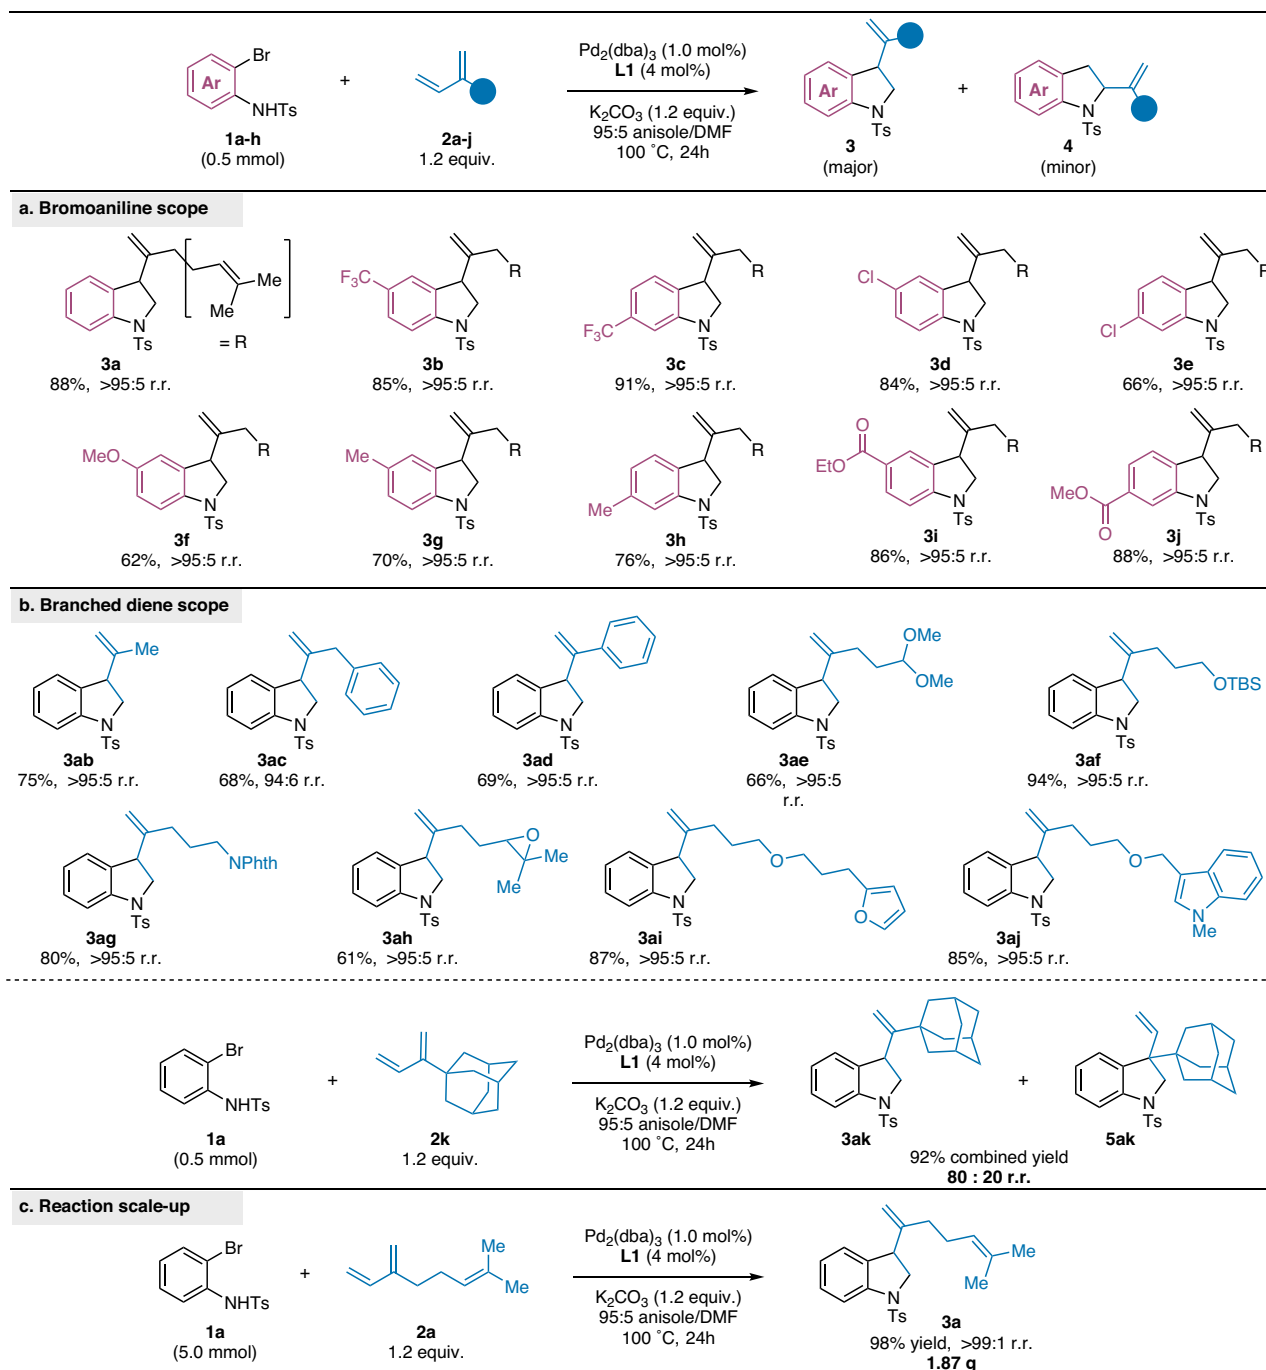 Br
Ar
NHTs
1a-h
(0.5 mmol)
+
2a-j
1.2 equiv.
Pd2(dba)3 (1.0 mol%)
L1 (4 mol%)
K2CO3 (1.2 equiv.)
95:5 anisole/DMF
100 ˚C, 24h
Ar
N
Ts
3
(major)
+
Ar
N
Ts
4
(minor)
a. Bromoaniline scope
Me
Me
N
Ts
= R
3a
88%, >95:5 r.r.
F3C
R
N
Ts
3b
85%, >95:5 r.r.
F3C
R
N
Ts
3c
91%, >95:5 r.r.
Cl
R
N
Ts
3d
84%, >95:5 r.r.
Cl
R
N
Ts
3e
66%, >95:5 r.r.
MeO
R
N
Ts
3f
62%, >95:5 r.r.
Me
R
N
Ts
3g
70%, >95:5 r.r.
Me
R
N
Ts
3h
76%, >95:5 r.r.
O
EtO
R
N
Ts
3i
86%, >95:5 r.r.
MeO
O
R
N
Ts
3j
88%, >95:5 r.r.
b. Branched diene scope
Me
N
Ts
3ab
75%, >95:5 r.r.
N
Ts
3ac
68%, 94:6 r.r.
N
Ts
3ad
69%, >95:5 r.r.
OMe
OMe
N
Ts
3ae
66%, >95:5
r.r.
OTBS
N
Ts
3af
94%, >95:5 r.r.
NPhth
N
Ts
3ag
80%, >95:5 r.r.
O
Me
Me
N
Ts
3ah
61%, >95:5 r.r.
O
O
N
Ts
3ai
87%, >95:5 r.r.
O
N
Me
N
Ts
3aj
85%, >95:5 r.r.
Br
NHTs
1a
(0.5 mmol)
+
2k
1.2 equiv.
Pd2(dba)3 (1.0 mol%)
L1 (4 mol%)
K2CO3 (1.2 equiv.)
95:5 anisole/DMF
100 ˚C, 24h
N
Ts
3ak
+
N
Ts
5ak
92% combined yield
80 : 20 r.r.
c. Reaction scale-up
Br
NHTs
1a
(5.0 mmol)
+
Me
Me
2a
1.2 equiv.
Pd2(dba)3 (1.0 mol%)
L1 (4 mol%)
K2CO3 (1.2 equiv.)
95:5 anisole/DMF
100 ˚C, 24h
Me
Me
N
Ts
3a
98% yield, >99:1 r.r.
1.87 g